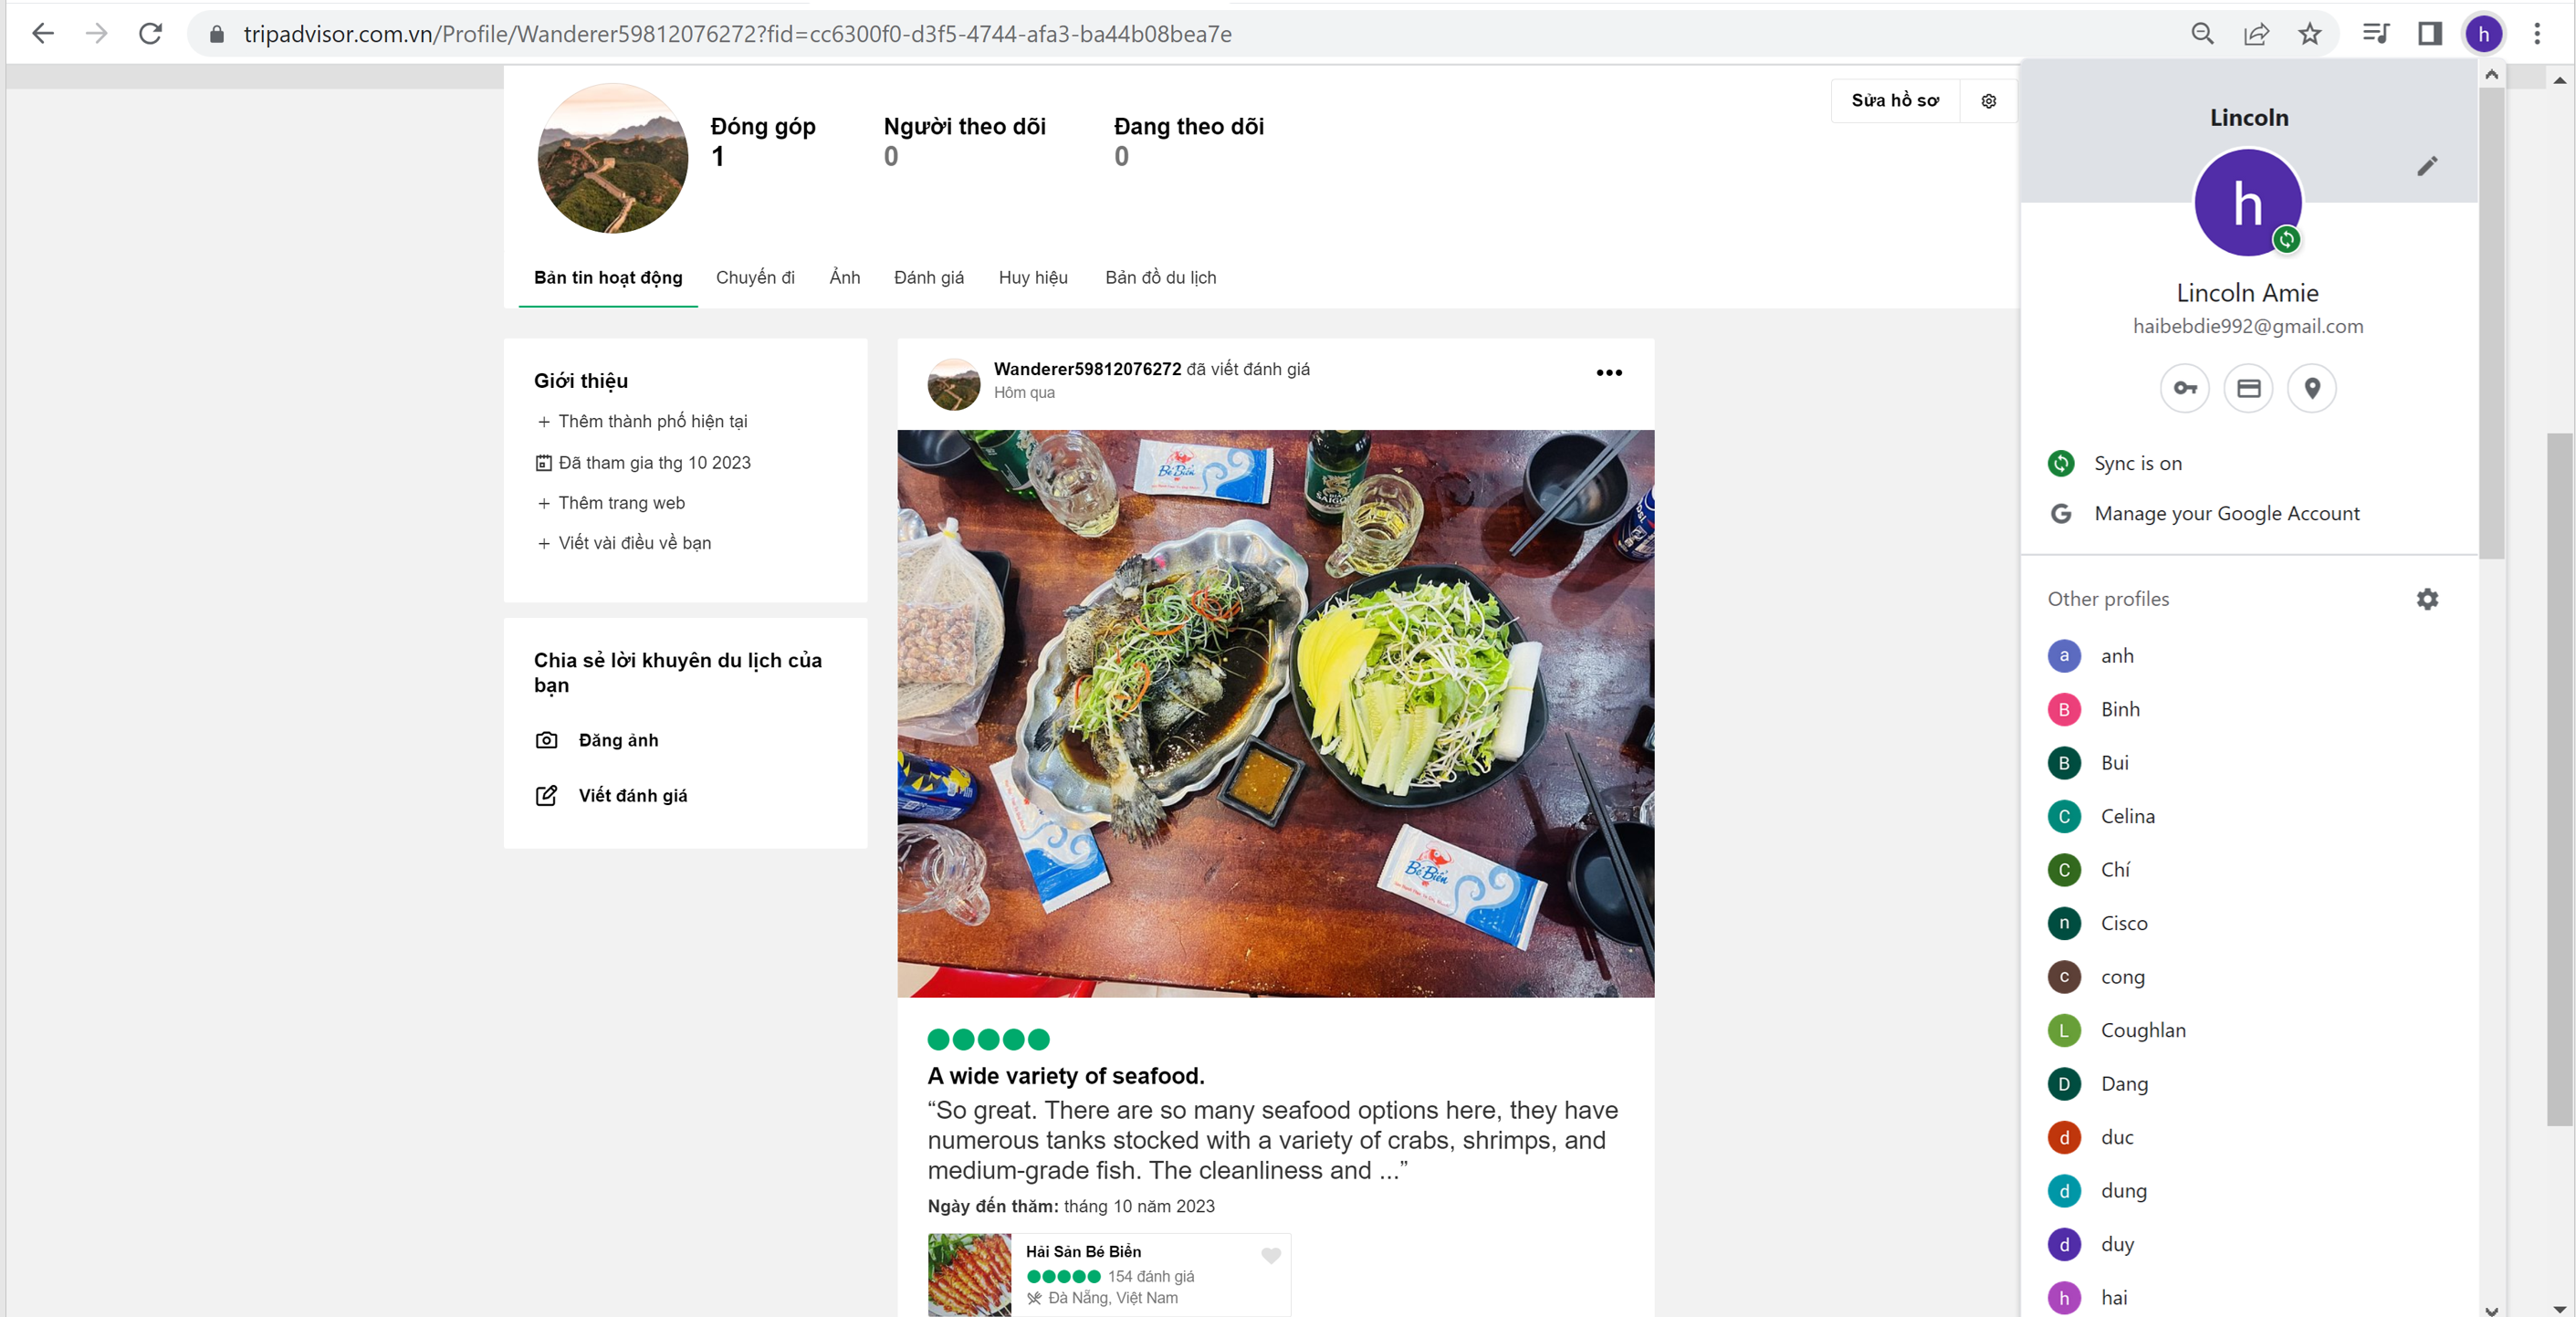 tripadvisor.com.vn/Profile/Wanderer59812076272?fid=cc6300f0-d3f5-4744-afa3-ba44b08bea7e
h
Đóng góp
1
Người theo dõi
0
Đang theo dõi
0
Sửa hồ sơ
Bản tin hoạt động
Chuyến đi
Ảnh
Đánh giá
Huy hiệu
Bản đồ du lịch
Giới thiệu
+ Thêm thành phố hiện tại
Đã tham gia thg 10 2023
+ Thêm trang web
+ Viết vài điều về bạn
Chia sẻ lời khuyên du lịch của
bạn
Đăng ảnh
Viết đánh giá
Wanderer59812076272 đã viết đánh giá
Hôm qua
Bé Biển
SAIGON
Bé Biển
A wide variety of seafood.
“So great. There are so many seafood options here, they have
numerous tanks stocked with a variety of crabs, shrimps, and
medium-grade fish. The cleanliness and ...”
Ngày đến thăm: tháng 10 năm 2023
Hải Sản Bé Biển
154 đánh giá
Đà Nẵng, Việt Nam
Lincoln
h
Lincoln Amie
haibebdie992@gmail.com
Sync is on
G Manage your Google Account
Other profiles
a anh
B Binh
B Bui
C Celina
C Chí
n Cisco
c cong
L Coughlan
D Dang
d duc
d dung
d duy
h hai